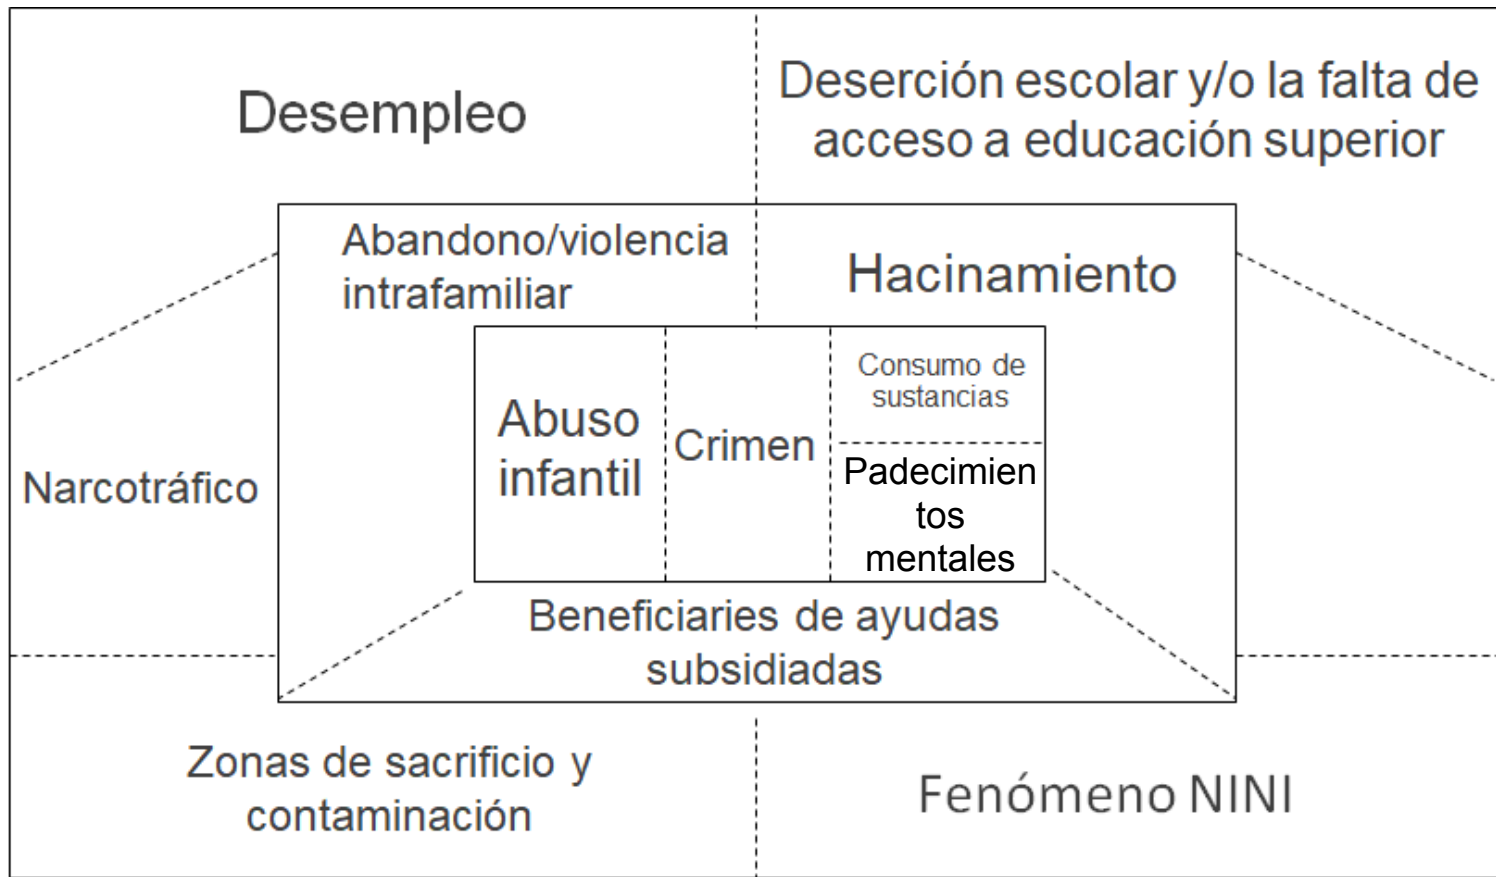 Desempleo
Deserción escolar y/o la falta de
acceso a educación superior
Abandono/violencia
intrafamiliar
Hacinamiento
Narcotráfico
Abuso
infantil
Crimen
Consumo de
sustancias
Padecimien
tos
mentales
Beneficiaries de ayudas
subsidiadas
Zonas de sacrificio y
contaminación
Fenómeno NINI